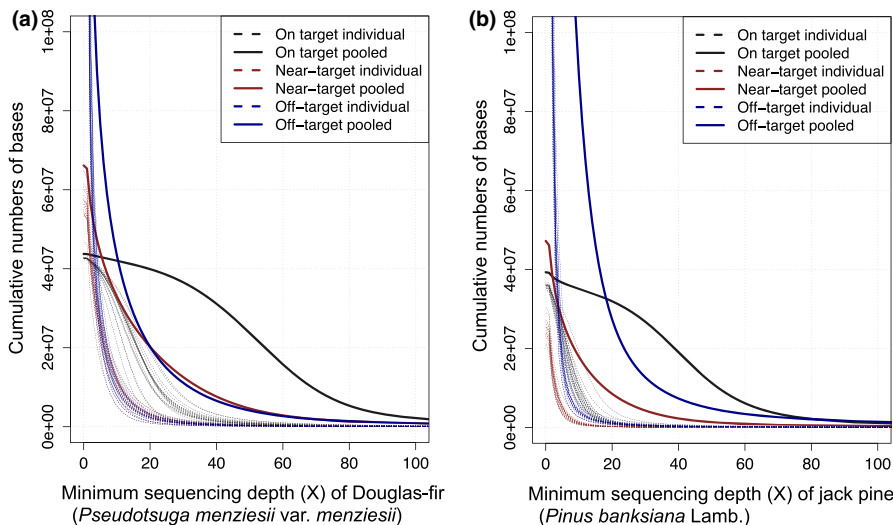 (a)
Cumulative numbers of bases
1e+08
8e+07
6e+07
4e+07
2e+07
0e+00
0 20 40 60 80 100
On target individual
On target pooled
Near−target individual
Near−target pooled
Off−target individual
Off−target pooled
Minimum sequencing depth (X) of Douglas-fir
(Pseudotsuga menziesii var. menziesii)
(b)
Cumulative numbers of bases
1e+08
8e+07
6e+07
4e+07
2e+07
0e+00
0 20 40 60 80 100
On target individual
On target pooled
Near−target individual
Near−target pooled
Off−target individual
Off−target pooled
Minimum sequencing depth (X) of jack pine
(Pinus banksiana Lamb.)